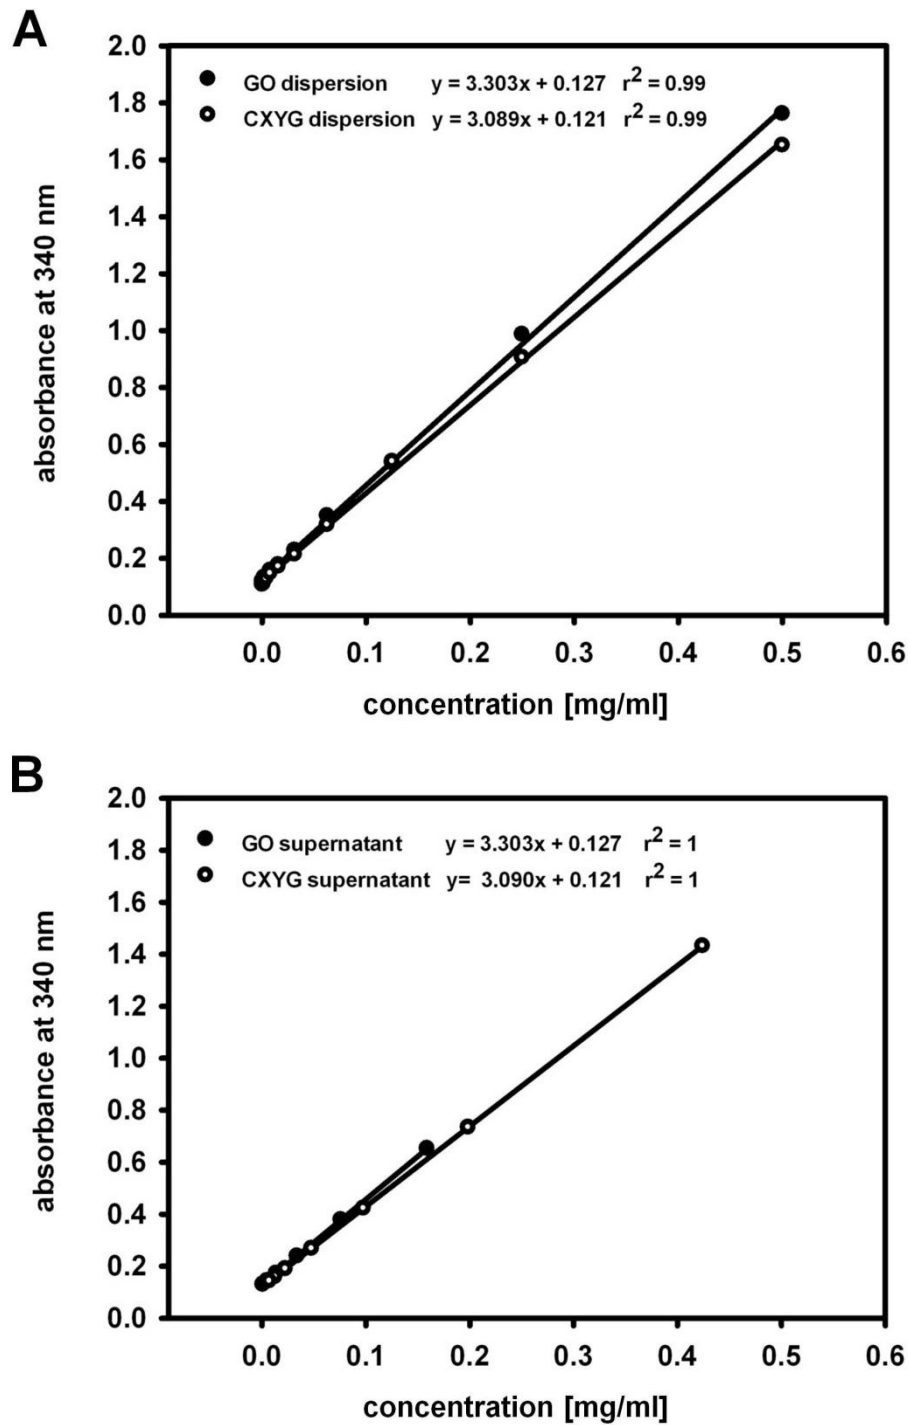 A
2.0
GO dispersion y = 3.303x + 0.127 r2 = 0.99
1.8
CXYG dispersion y = 3.089x + 0.121 r2 = 0.99
1.6
1.4
1.2
1.0
0.8
0.6
0.4
0.2
0.0
absorbance at 340 nm
0.0 0.1 0.2 0.3 0.4 0.5 0.6
concentration [mg/ml]
B
2.0
GO supernatant y = 3.303x + 0.127 r2 = 1
1.8
CXYG supernatant y= 3.090x + 0.121 r2 = 1
1.6
1.4
1.2
1.0
0.8
0.6
0.4
0.2
0.0
absorbance at 340 nm
0.0 0.1 0.2 0.3 0.4 0.5 0.6
concentration [mg/ml]